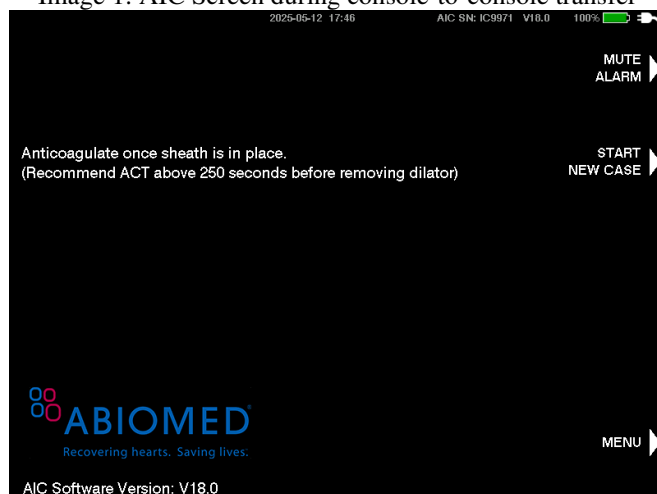 Image 1: AIC Screen during console-to-console transfer
2025-05-12 17:46 AIC SN: IC9971 V18.0 100%
MUTE
ALARM
Anticoagulate once sheath is in place.
(Recommend ACT above 250 seconds before removing dilator)
START
NEW CASE
ABIOMED
Recovering hearts. Saving lives.
MENU
AIC Software Version: V18.0